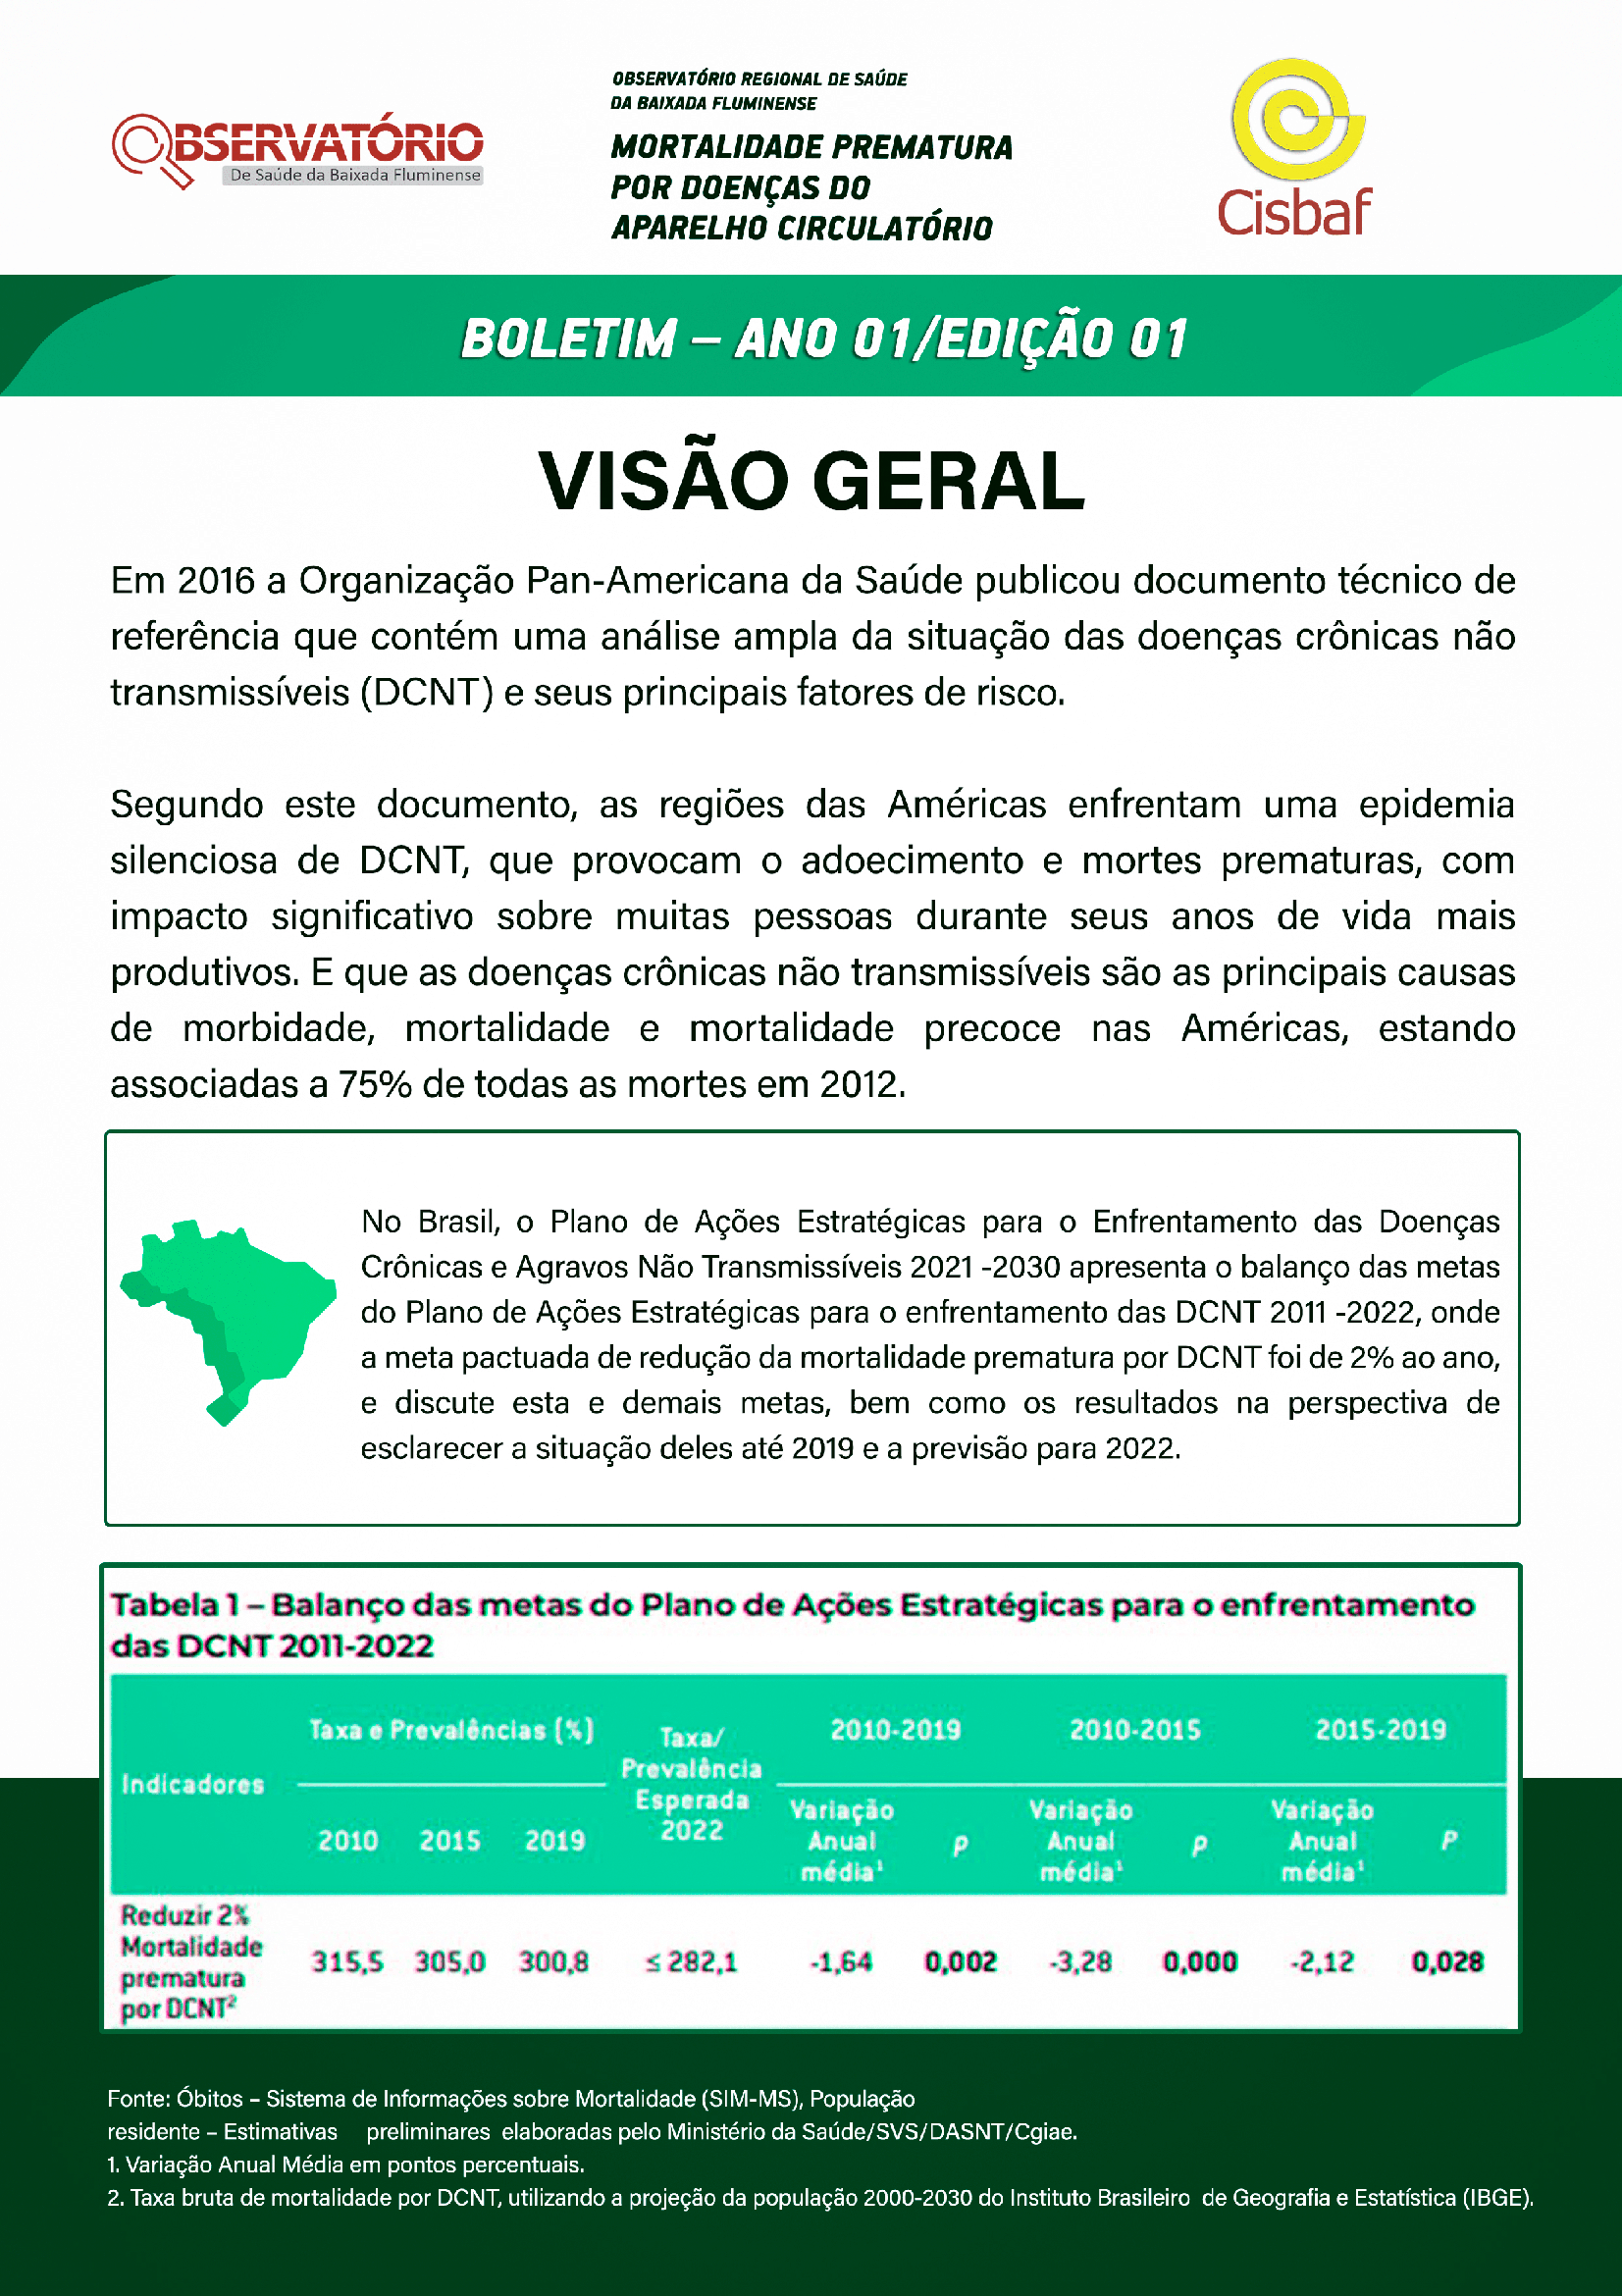 OBSERVATÓRIO
De Saúde da Baixada Fluminense
OBSERVATÓRIO REGIONAL DE SAÚDE
DA BAIXADA FLUMINENSE
MORTALIDADE PREMATURA
POR DOENÇAS DO
APARELHO CIRCULATÓRIO
Cisbaf
BOLETIM – ANO 01/EDIÇÃO 01
VISÃO GERAL
Em 2016 a Organização Pan-Americana da Saúde publicou documento técnico de
referência que contém uma análise ampla da situação das doenças crônicas não
transmissíveis (DCNT) e seus principais fatores de risco.
Segundo este documento, as regiões das Américas enfrentam uma epidemia
silenciosa de DCNT, que provocam o adoecimento e mortes prematuras, com
impacto significativo sobre muitas pessoas durante seus anos de vida mais
produtivos. E que as doenças crônicas não transmissíveis são as principais causas
de morbidade, mortalidade e mortalidade precoce nas Américas, estando
associadas a 75% de todas as mortes em 2012.
No Brasil, o Plano de Ações Estratégicas para o Enfrentamento das Doenças
Crônicas e Agravos Não Transmissíveis 2021 -2030 apresenta o balanço das metas
do Plano de Ações Estratégicas para o enfrentamento das DCNT 2011 -2022, onde
a meta pactuada de redução da mortalidade prematura por DCNT foi de 2% ao ano,
e discute esta e demais metas, bem como os resultados na perspectiva de
esclarecer a situação deles até 2019 e a previsão para 2022.
Tabela 1 – Balanço das metas do Plano de Ações Estratégicas para o enfrentamento
das DCNT 2011-2022
Indicadores
Taxa e Prevalências (%)
2010 2015 2019
Taxa/
Prevalência
Esperada
2022
2010-2019 2010-2015 2015-2019
Variação Variação Variação
Anual p Anual p Anual P
média¹ média¹ média¹
Reduzir 2%
Mortalidade
prematura
por DCNT²
315,5 305,0 300,8 ≤ 282,1 -1,64 0,002 -3,28 0,000 -2,12 0,028
Fonte: Óbitos – Sistema de Informações sobre Mortalidade (SIM-MS), População
residente – Estimativas preliminares elaboradas pelo Ministério da Saúde/SVS/DASNT/Cgiae.
1. Variação Anual Média em pontos percentuais.
2. Taxa bruta de mortalidade por DCNT, utilizando a projeção da população 2000-2030 do Instituto Brasileiro de Geografia e Estatística (IBGE).